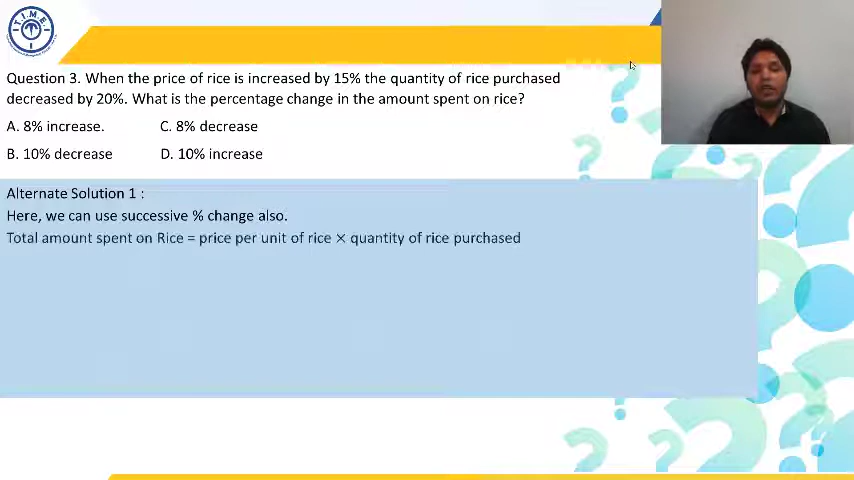 T.I.M.E.
Question 3. When the price of rice is increased by 15% the quantity of rice purchased
decreased by 20%. What is the percentage change in the amount spent on rice?
A. 8% increase. C. 8% decrease
B. 10% decrease D. 10% increase
Alternate Solution 1 :
Here, we can use successive % change also.
Total amount spent on Rice = price per unit of rice × quantity of rice purchased